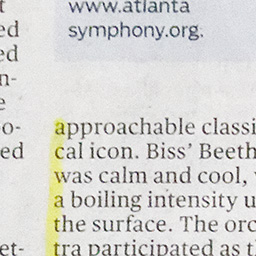 www.atlanta
symphony.org.
approachable classi
cal icon. Biss’ Beeth
was calm and cool,
a boiling intensity u
the surface. The orc
tra participated as t
t
ed
ed
n-
e
o-
ed
et-